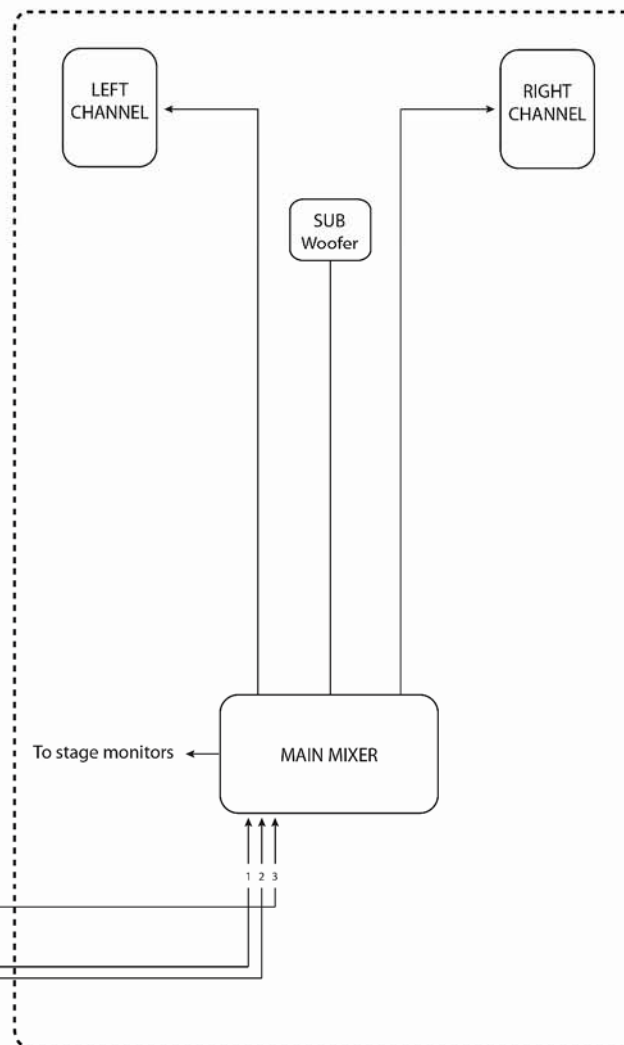 LEFT
CHANNEL
RIGHT
CHANNEL
SUB
Woofer
To stage monitors
MAIN MIXER
1 2 3